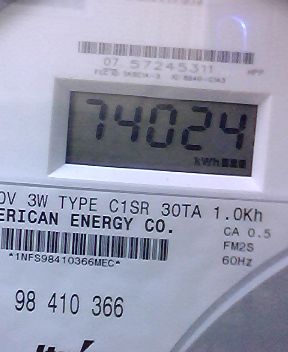 07 57245311
74024
kWh
0V 3W TYPE C1SR 30TA 1.0Kh
ERICAN ENERGY CO.
CA 0.5
FM2S
*1NFS98410366MEC*
60Hz
98 410 366